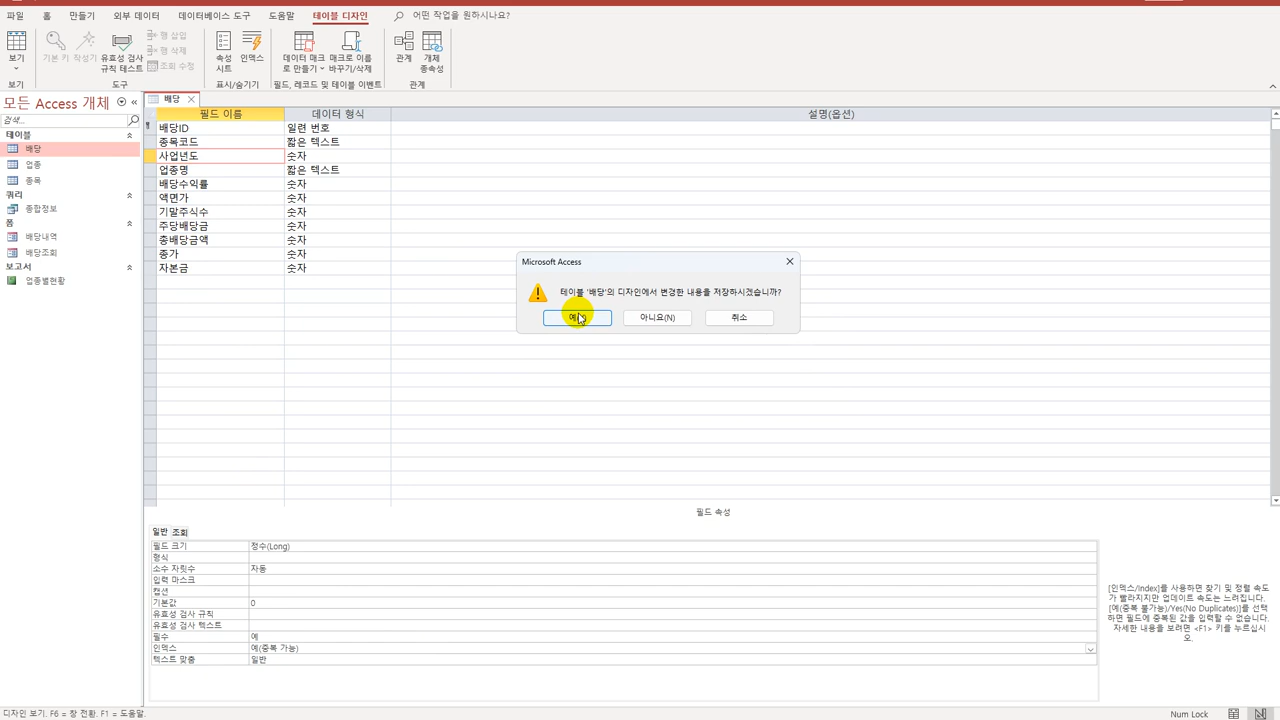 파일 홈 만들기 외부 데이터 데이터베이스 도구 도움말 테이블 디자인 어떤 작업을 원하시나요?
보기
기본 키 작성기 유효성 검사
규칙 테스트
행 삽입
행 삭제
조회 수정
속성
시트
인덱스
데이터 매크
로 만들기
매크로 이름
바꾸기/삭제
관계 개체
종속성
보기 도구 표시/숨기기 필드, 레코드 및 테이블 이벤트 관계
모든 Access 개체
검색...
테이블
배당
업종
종목
쿼리
종합정보
폼
배당내역
배당조회
보고서
업종별현황
배당
필드 이름 데이터 형식 설명(옵션)
배당ID 일련 번호
종목코드 짧은 텍스트
사업년도 숫자
업종명 짧은 텍스트
배당수익률 숫자
액면가 숫자
기말주식수 숫자
주당배당금 숫자
총배당금액 숫자
종가 숫자
자본금 숫자
Microsoft Access
테이블 '배당'의 디자인에서 변경한 내용을 저장하시겠습니까?
아니요(N) 취소
필드 속성
일반 조회
필드 크기 정수(Long)
형식
소수 자릿수 자동
입력 마스크
캡션
기본값 0
유효성 검사 규칙
유효성 검사 텍스트
필수 예
인덱스 예(중복 가능)
텍스트 맞춤 일반
[인덱스/Index]를 사용하면 찾기 및 정렬 속도
가 빨라지지만 업데이트 속도는 느려집니다.
[예(중복 불가능)/Yes(No Duplicates)]를 선택
하면 필드에 중복된 값을 입력할 수 없습니다.
자세한 내용을 보려면 <F1> 키를 누르십시
오.
디자인 보기. F6 = 창 전환. F1 = 도움말.
Num Lock